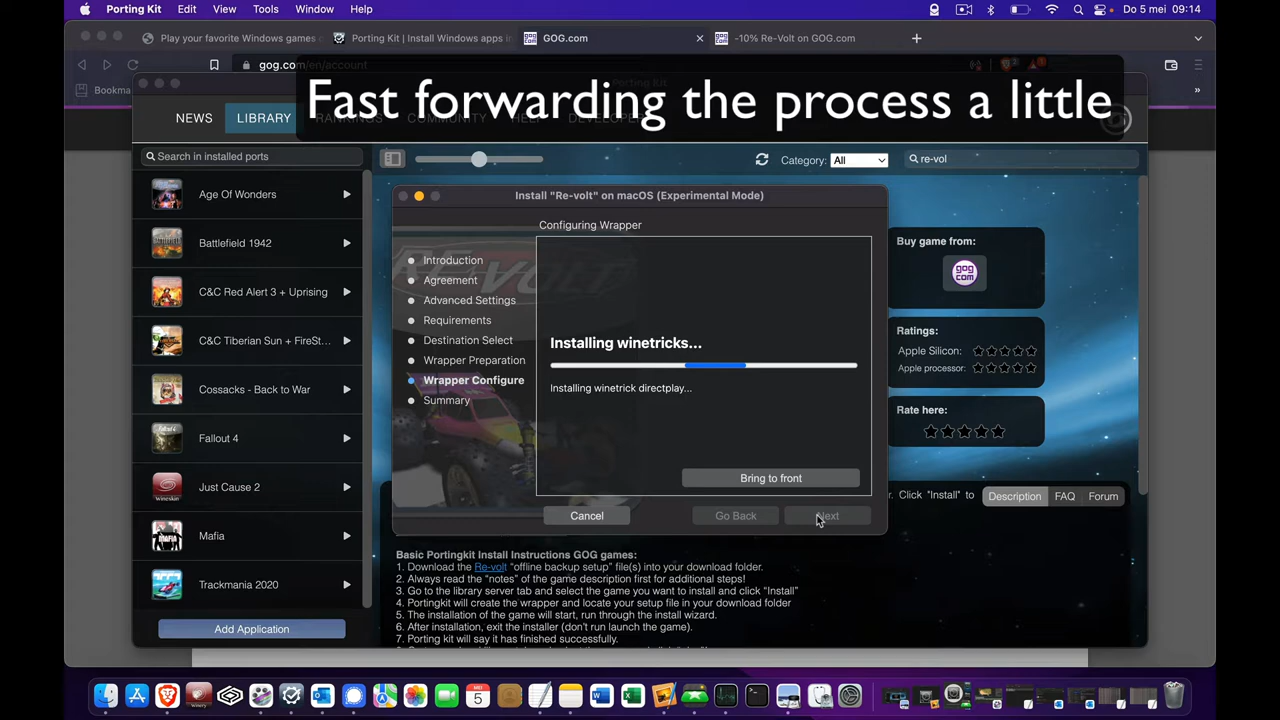 Porting Kit File Edit View Tools Window Help Do 5 mei 09:14
Play your favorite Windows games Porting Kit | Install Windows apps in GOG.com -10% Re-Volt on GOG.com
gog.com/en/account
Bookma
Fast forwarding the process a little
NEWS LIBRARY RANKINGS COMMUNITY HELP
Search in installed ports
Category: All
re-vol
Age Of Wonders
Battlefield 1942
C&C Red Alert 3 + Uprising
C&C Tiberian Sun + FireSt...
Cossacks - Back to War
Fallout 4
Just Cause 2
Mafia
Trackmania 2020
Add Application
Install "Re-volt" on macOS (Experimental Mode)
Configuring Wrapper
Introduction
Agreement
Advanced Settings
Requirements
Destination Select
Wrapper Preparation
Wrapper Configure
Summary
Installing winetricks...
Installing winetrick directplay...
Bring to front
Cancel Go Back Next
Buy game from:
gog
com
Ratings:
Apple Silicon:
Apple processor:
Rate here:
. Click "Install" to Description FAQ Forum
Basic Portingkit Install Instructions GOG games:
1. Download the Re-volt "offline backup setup" file(s) into your download folder.
2. Always read the "notes" of the game description first for additional steps!
3. Go to the library server tab and select the game you want to install and click "Install"
4. Portingkit will create the wrapper and locate your setup file in your download folder
5. The installation of the game will start, run through the install wizard.
6. After installation, exit the installer (don't run launch the game).
7. Porting kit will say it has finished successfully.